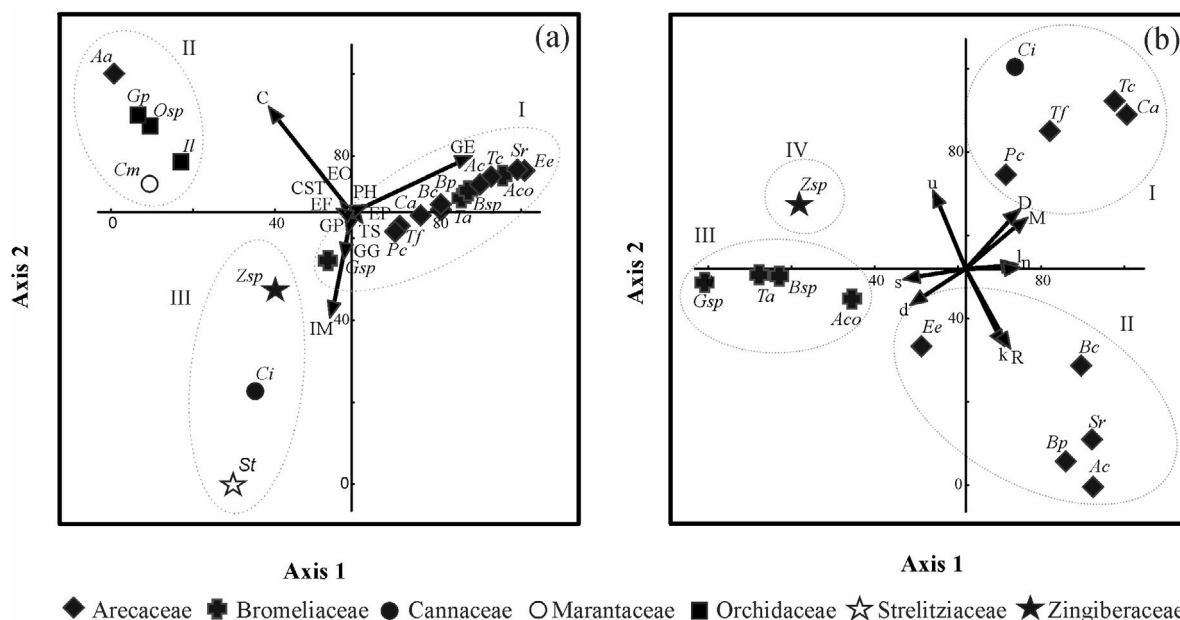 (a)
II
Aa
Gp
Osp
Il
Cm
C
I
GE
80
Sr
Tc
Ee
Ac
EO
PH
Bp
Aco
CST
Bc
Bsp
Ca
EF
EP
Ta
0
40
80
GP
TS
Tf
Pc
GG
Gsp
III
Zsp
IM
40
Ci
St
0
Axis 2
Axis 1
(b)
Ci
Tc
Ca
Tf
80
IV
Pc
I
Zsp
u
D
M
III
ln
0
40
80
s
Gsp
Ta
Bsp
d
Aco
II
40
Ee
k R
Bc
Sr
Bp
Ac
0
Axis 2
Axis 1
Arecaceae Bromeliaceae Cannaceae Marantaceae Orchidaceae Strelitziaceae Zingiberaceae